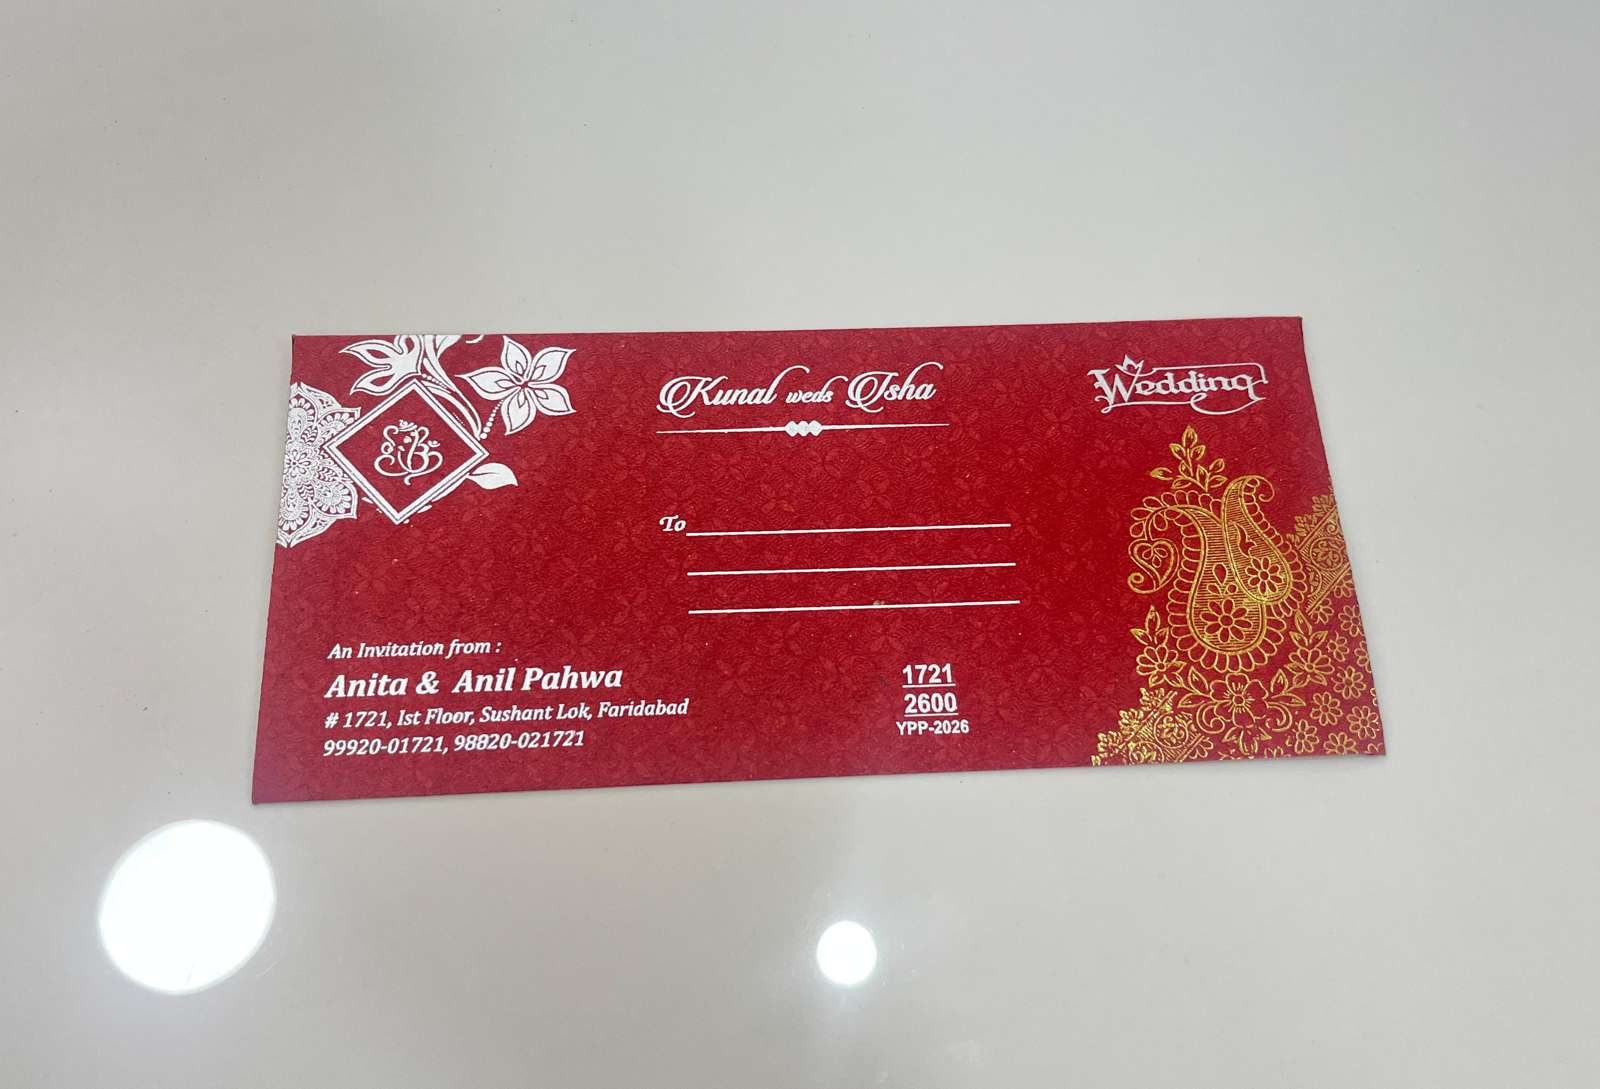 Kunal weds Isha
Wedding
To
An Invitation from :
Anita & Anil Pahwa
# 1721, Ist Floor, Sushant Lok, Faridabad
99920-01721, 98820-021721
1721
2600
YPP-2026